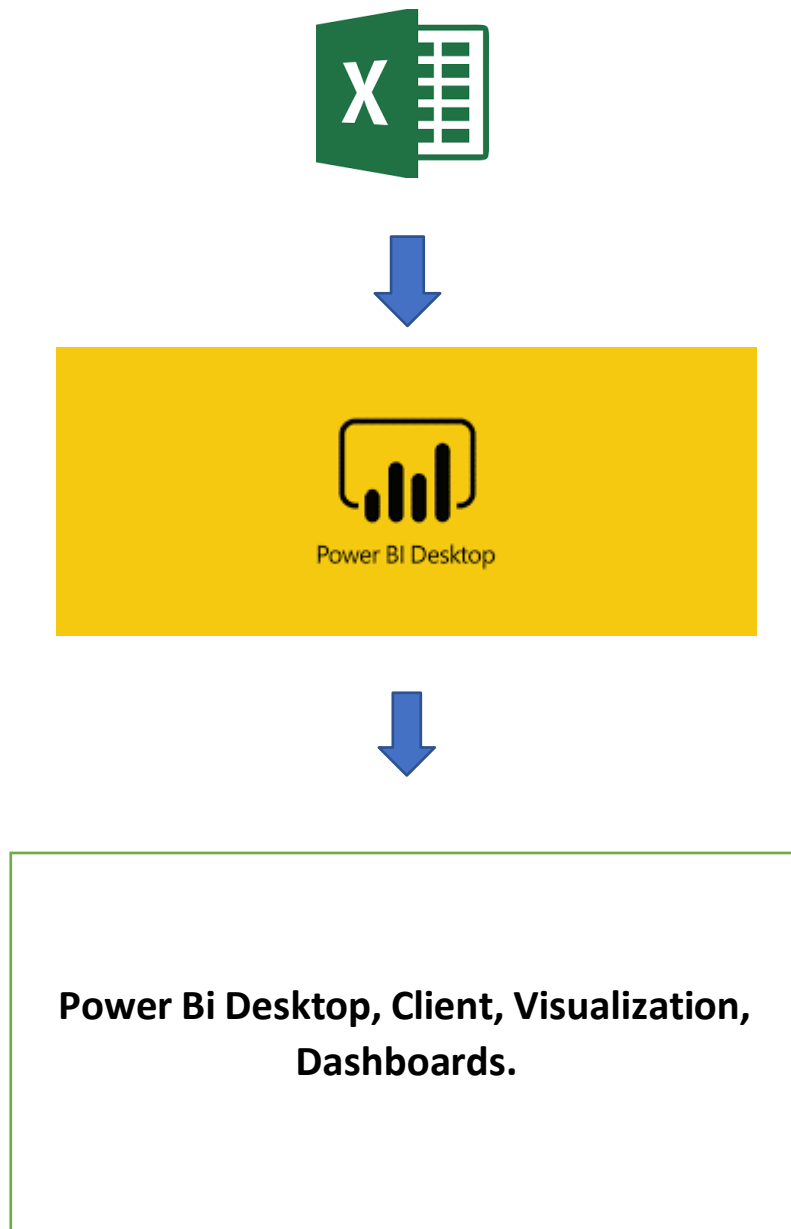 X
Power BI Desktop
Power Bi Desktop, Client, Visualization,
Dashboards.